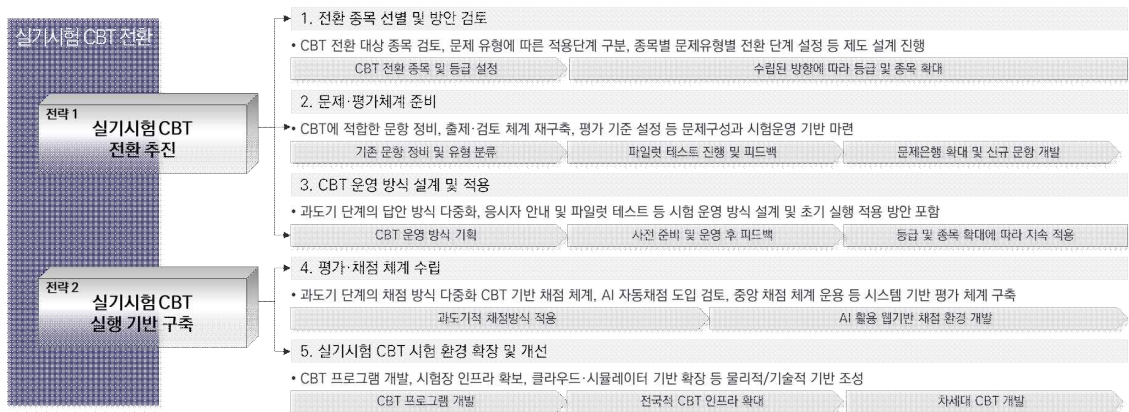 실기시험 CBT 전환
전략 1
실기시험 CBT
전환 추진
전략 2
실기시험 CBT
실행 기반 구축
1. 전환 종목 선별 및 방안 검토
• CBT 전환 대상 종목 검토, 문제 유형에 따른 적용단계 구분, 종목별 문제유형별 전환 단계 설정 등 제도 설계 진행
CBT 전환 종목 및 등급 설정
수립된 방향에 따라 등급 및 종목 확대
2. 문제·평가체계 준비
• CBT에 적합한 문항 정비, 출제·검토 체계 재구축, 평가 기준 설정 등 문제구성과 시험운영 기반 마련
기존 문항 정비 및 유형 분류
파일럿 테스트 진행 및 피드백
문제은행 확대 및 신규 문항 개발
3. CBT 운영 방식 설계 및 적용
• 과도기 단계의 답안 방식 다중화, 응시자 안내 및 파일럿 테스트 등 시험 운영 방식 설계 및 초기 실행 적용 방안 포함
CBT 운영 방식 기획
사전 준비 및 운영 후 피드백
등급 및 종목 확대에 따라 지속 적용
4. 평가·채점 체계 수립
• 과도기 단계의 채점 방식 다중화 CBT 기반 채점 체계, AI 자동채점 도입 검토, 중앙 채점 체계 운용 등 시스템 기반 평가 체계 구축
과도기적 채점방식 적용
AI 활용 웹기반 채점 환경 개발
5. 실기시험 CBT 시험 환경 확장 및 개선
• CBT 프로그램 개발, 시험장 인프라 확보, 클라우드·시뮬레이터 기반 확장 등 물리적/기술적 기반 조성
CBT 프로그램 개발
전국적 CBT 인프라 확대
차세대 CBT 개발